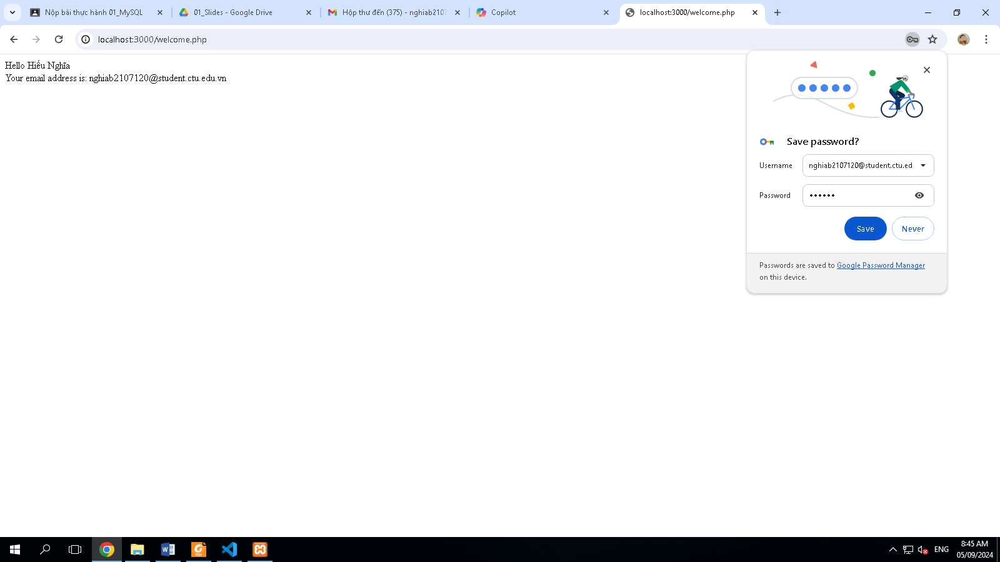 Nộp bài thực hành 01_MySQL
01_Slides - Google Drive
Hộp thư đến (375) - nghiab2107
Copilot
localhost:3000/welcome.php
localhost:3000/welcome.php
Hello Hiếu Nghĩa
Your email address is: nghiab2107120@student.ctu.edu.vn
Save password?
Username
nghiab2107120@student.ctu.ed
Password
Save
Never
Passwords are saved to Google Password Manager
on this device.
ENG
8:45 AM
05/09/2024